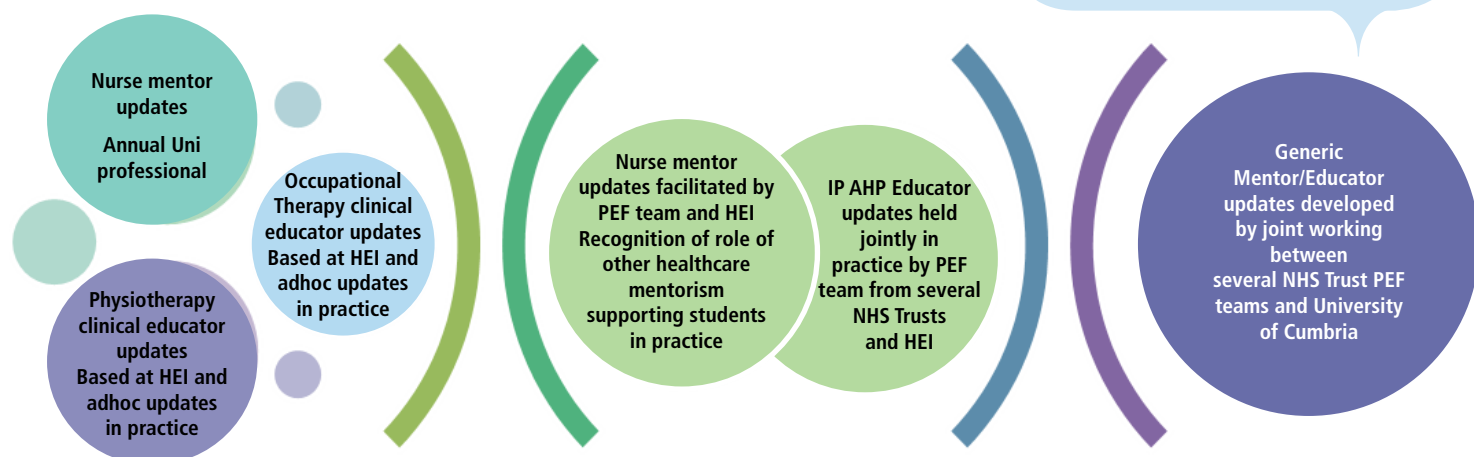 Nurse mentor
updates
Annual Uni
professional
Occupational
Therapy clinical
educator updates
Based at HEI and
adhoc updates
in practice
Physiotherapy
clinical educator
updates
Based at HEI and
adhoc updates
in practice
Nurse mentor
updates facilitated by
PEF team and HEI
Recognition of role of
other healthcare
mentorism
supporting students
in practice
IP AHP Educator
updates held
jointly in
practice by PEF
team from several
NHS Trusts
and HEI
Generic
Mentor/Educator
updates developed
by joint working
between
several NHS Trust PEF
teams and University
of Cumbria